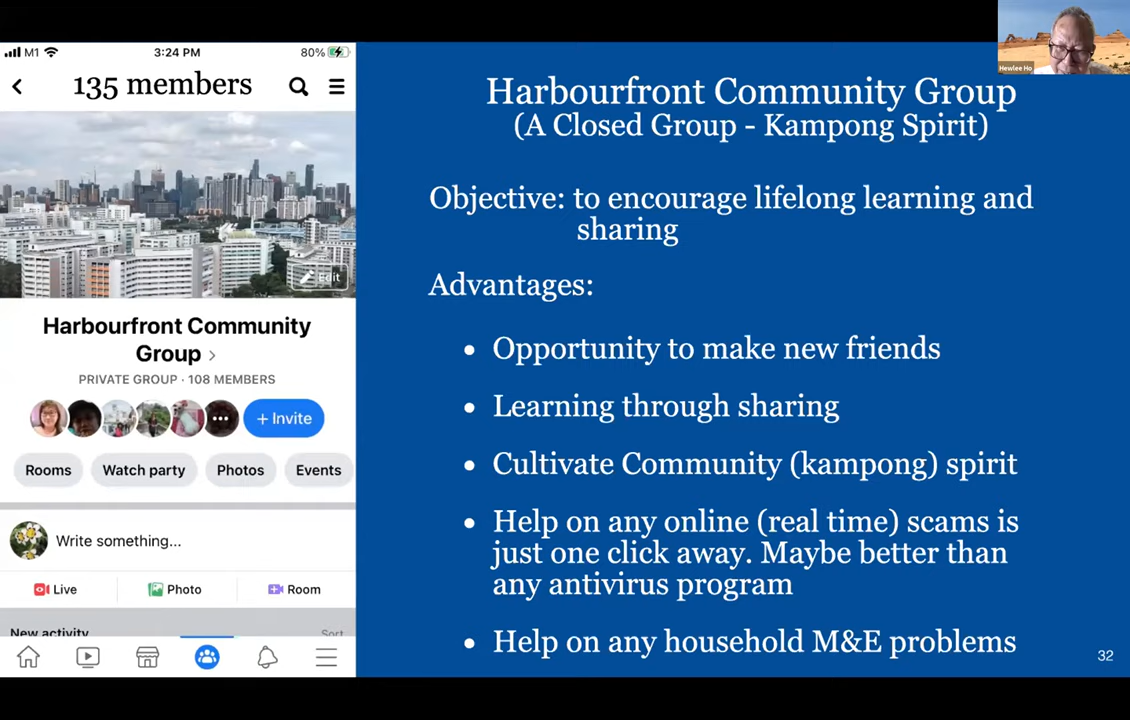 M1 3:24 PM 80%
135 members
Edit
Harbourfront Community
Group >
PRIVATE GROUP · 108 MEMBERS
+ Invite
Rooms Watch party Photos Events
Write something...
Live Photo Room
New activity Sort
Hewlee Ho
Harbourfront Community Group
(A Closed Group - Kampong Spirit)
Objective: to encourage lifelong learning and
sharing
Advantages:
• Opportunity to make new friends
• Learning through sharing
• Cultivate Community (kampong) spirit
• Help on any online (real time) scams is
just one click away. Maybe better than
any antivirus program
• Help on any household M&E problems
32